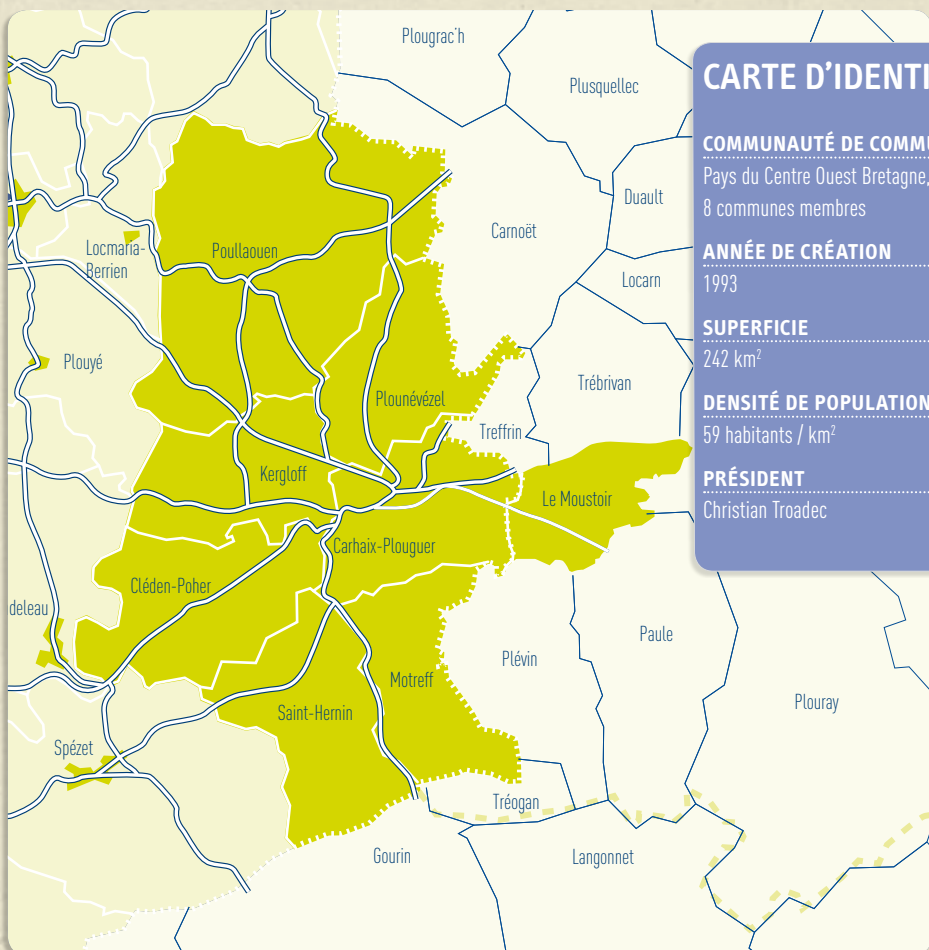 Plougrac'h
Plusquellec
Duault
Carnoët
Locarn
Locmaria-
Berrien
Poullaouen
Plouyé
Plounévézel
Trébrivan
Treffrin
Kergloff
Le Moustoir
Carhaix-Plouguer
Cléden-Poher
deleau
Paule
Plévin
Motreff
Plouray
Saint-Hernin
Spézet
Tréogan
Gourin
Langonnet
CARTE D'IDENTI
COMMUNAUTÉ DE COMMU
Pays du Centre Ouest Bretagne,
8 communes membres
ANNÉE DE CRÉATION
1993
SUPERFICIE
242 km²
DENSITÉ DE POPULATION
59 habitants / km²
PRÉSIDENT
Christian Troadec